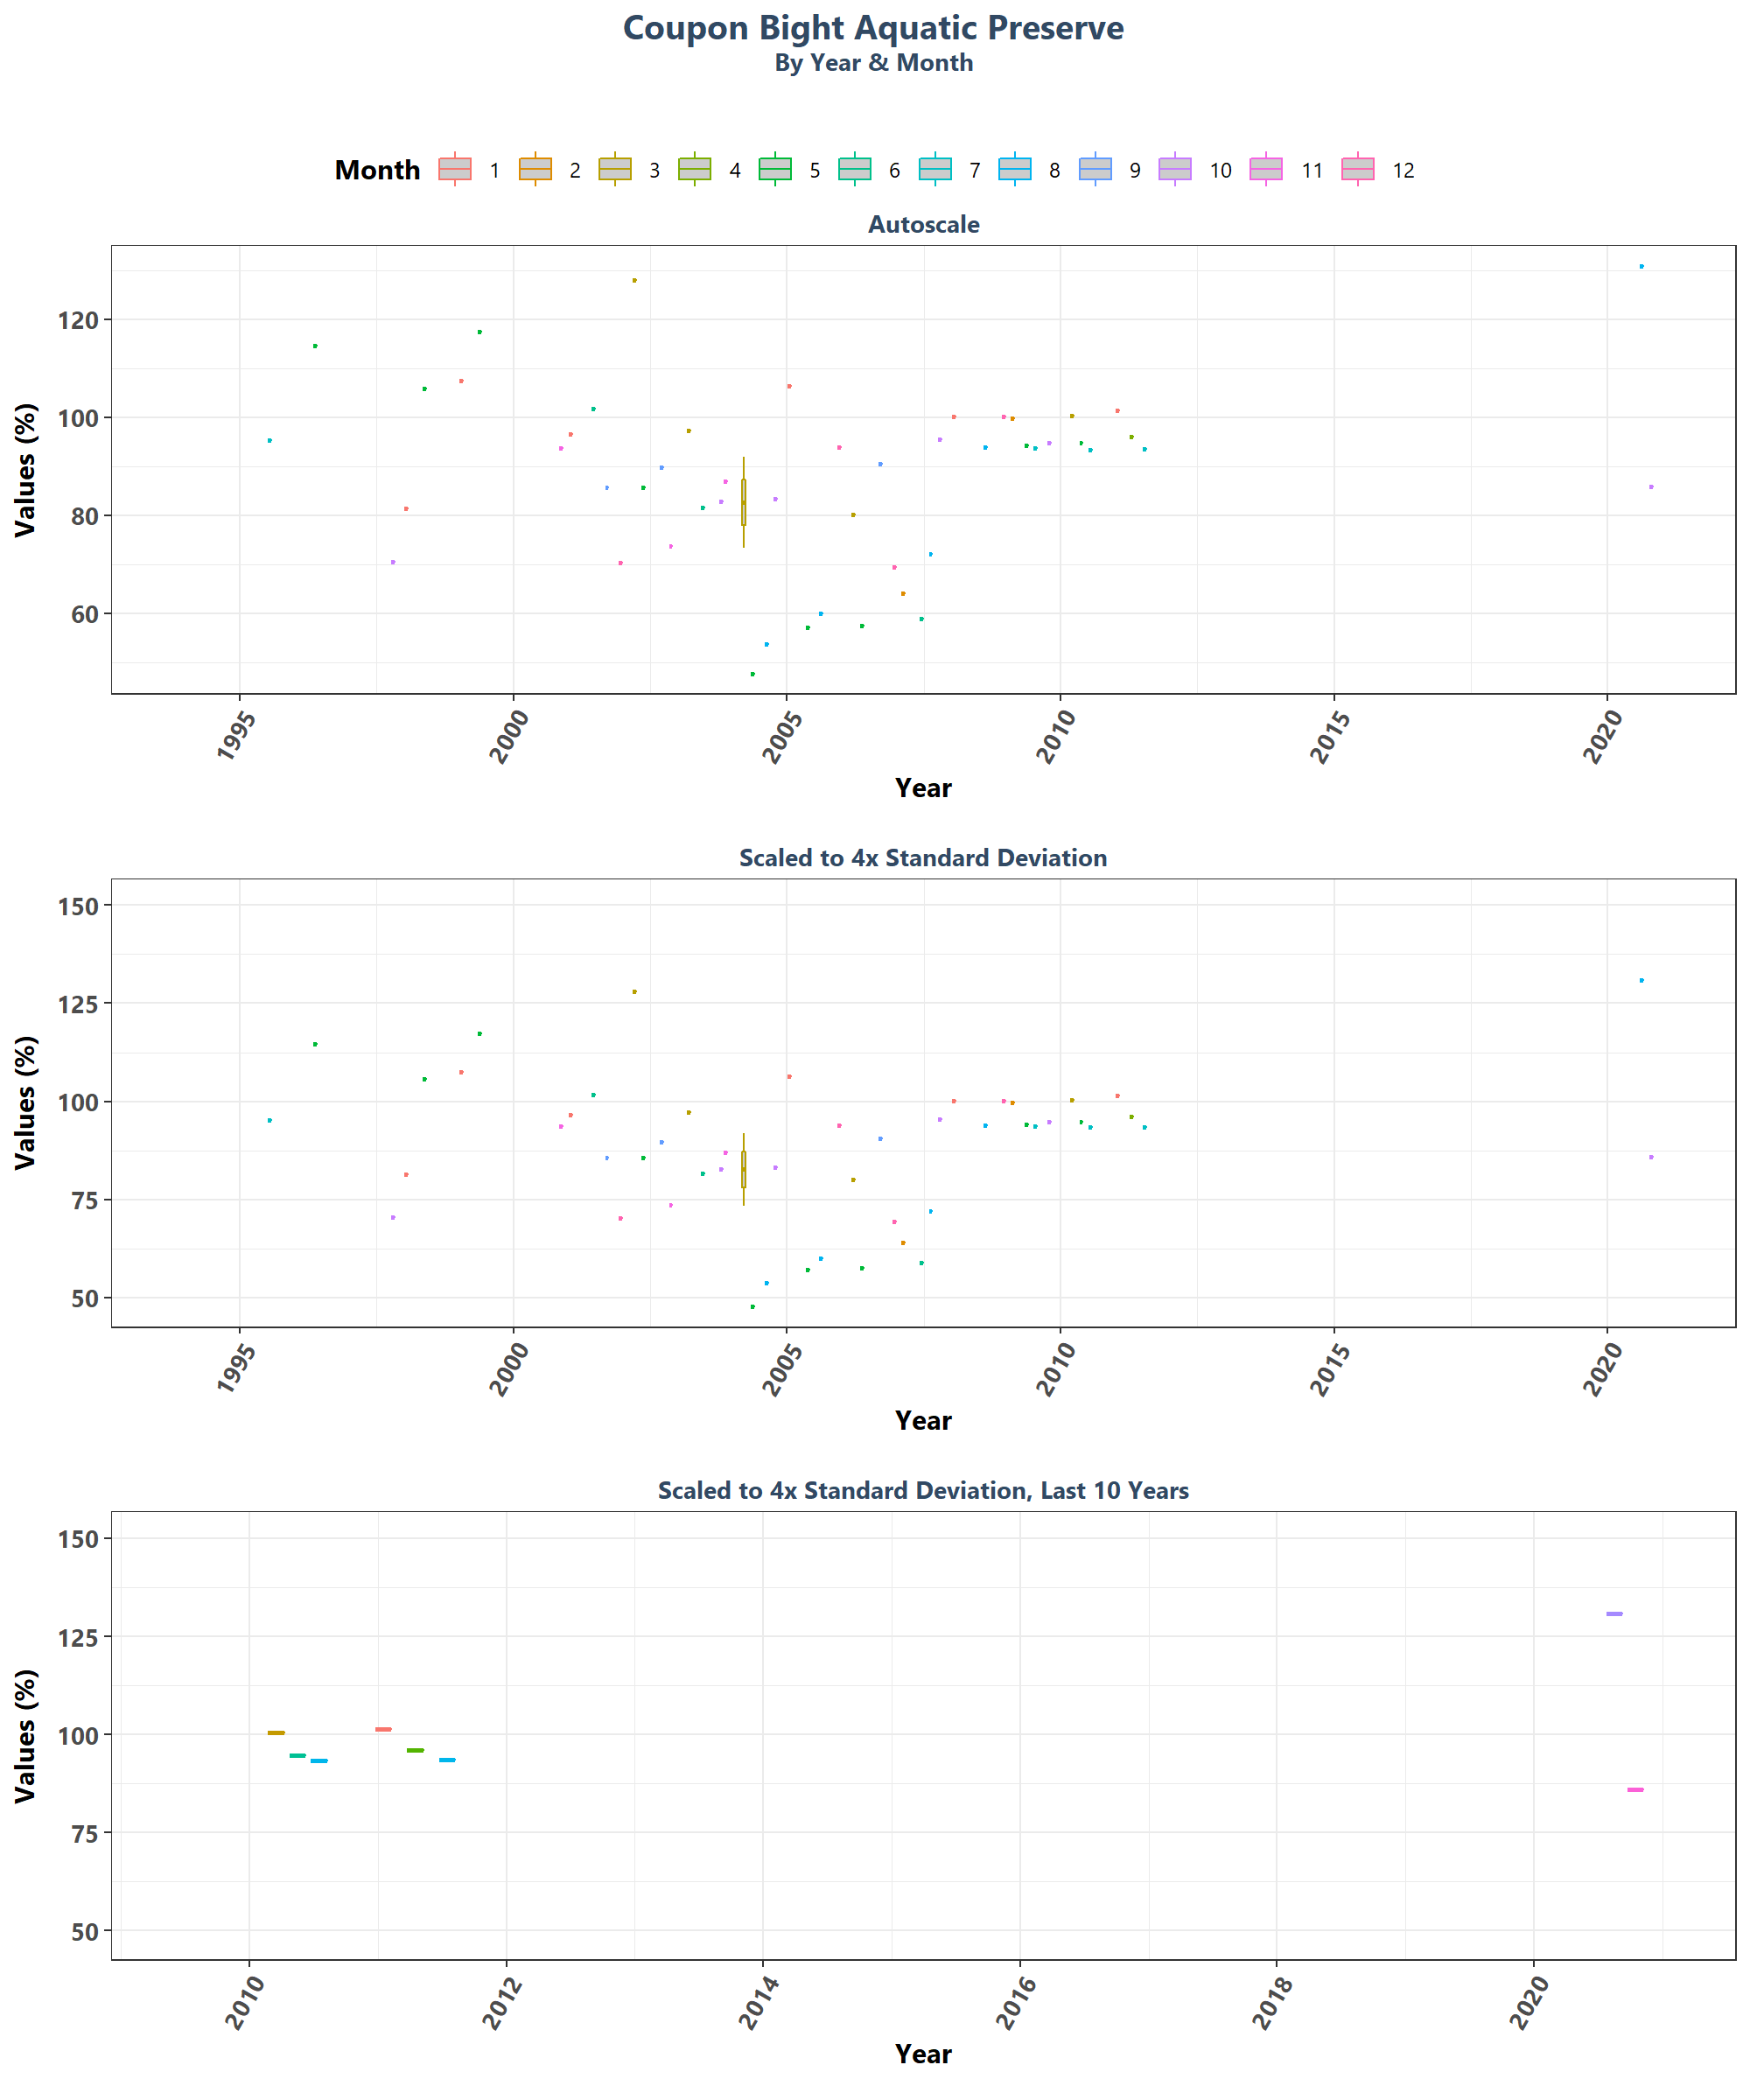 Coupon Bight Aquatic Preserve
By Year & Month
Month 1 2 3 4 5 6 7 8 9 10 11 12
Autoscale
Values (%)
120
100
80
60
1995 2000 2005 2010 2015 2020
Year
Scaled to 4x Standard Deviation
Values (%)
150
125
100
75
50
1995 2000 2005 2010 2015 2020
Year
Scaled to 4x Standard Deviation, Last 10 Years
Values (%)
150
125
100
75
50
2010 2012 2014 2016 2018 2020
Year